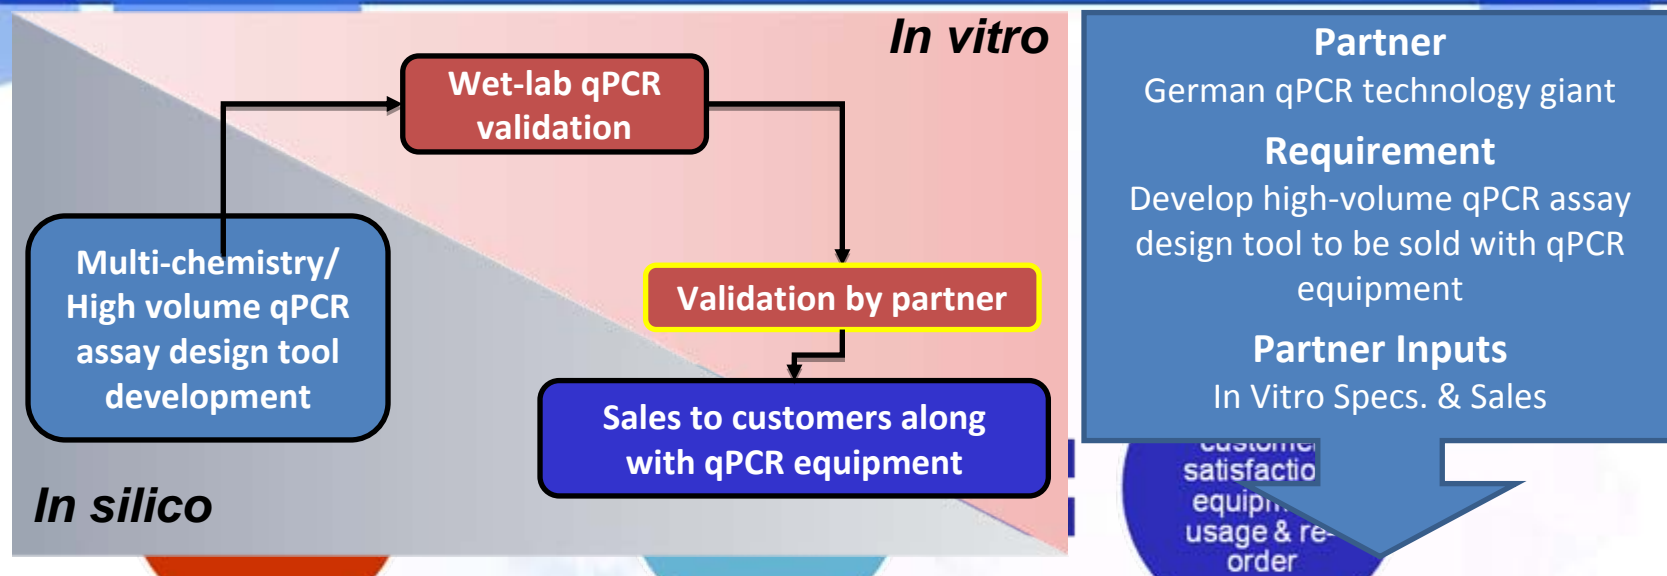 In vitro
Wet-lab qPCR
validation
Multi-chemistry/
High volume qPCR
assay design tool
development
Validation by partner
Sales to customers along
with qPCR equipment
In silico
Partner
German qPCR technology giant
Requirement
Develop high-volume qPCR assay
design tool to be sold with qPCR
equipment
Partner Inputs
In Vitro Specs. & Sales
usage & re-
order